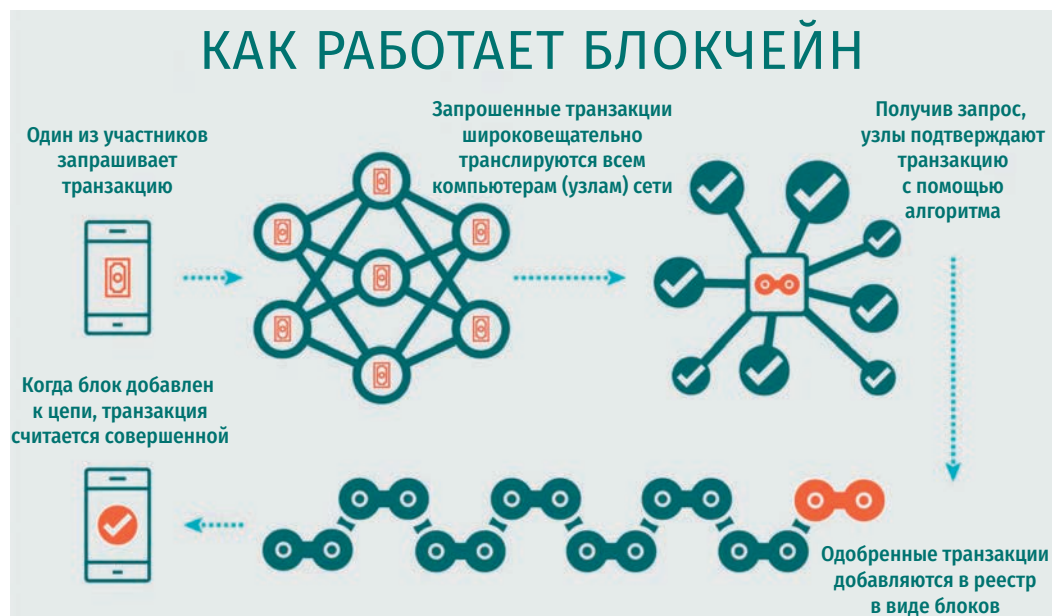 КАК РАБОТАЕТ БЛОКЧЕЙН
Один из участников
запрашивает
транзакцию
Запрошенные транзакции
широковещательно
транслируются всем
компьютерам (узлам) сети
Получив запрос,
узлы подтверждают
транзакцию
с помощью
алгоритма
Одобренные транзакции
добавляются в реестр
в виде блоков
Когда блок добавлен
к цепи, транзакция
считается совершенной